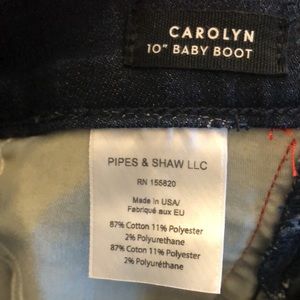 CAROLYN
10" BABY BOOT
PIPES & SHAW LLC
RN 155820
Made in USA/
Fabriqué aux EU
87% Cotton 11% Polyester
2% Polyurethane
87% Cotton 11% Polyester
2% Polyuréthane